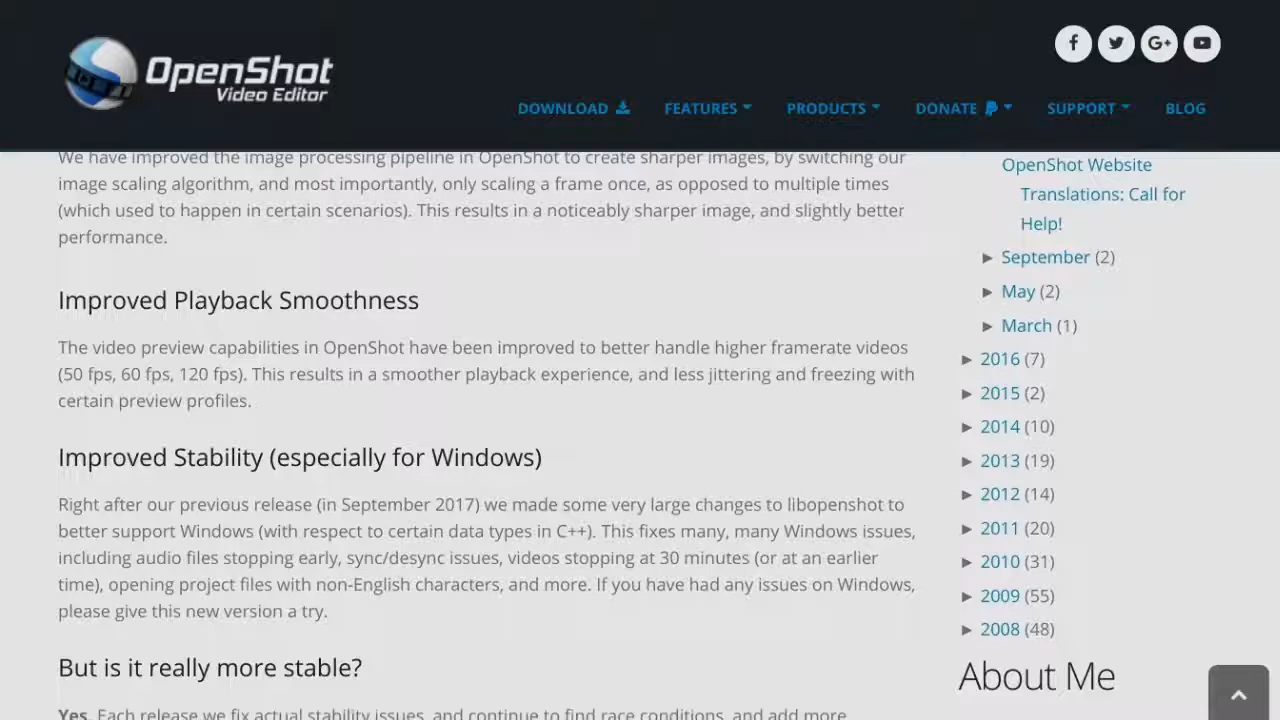 OpenShot
Video Editor
DOWNLOAD
FEATURES
PRODUCTS
DONATE
SUPPORT
BLOG
We have improved the image processing pipeline in OpenShot to create sharper images, by switching our
image scaling algorithm, and most importantly, only scaling a frame once, as opposed to multiple times
(which used to happen in certain scenarios). This results in a noticeably sharper image, and slightly better
performance.
Improved Playback Smoothness
The video preview capabilities in OpenShot have been improved to better handle higher framerate videos
(50 fps, 60 fps, 120 fps). This results in a smoother playback experience, and less jittering and freezing with
certain preview profiles.
Improved Stability (especially for Windows)
Right after our previous release (in September 2017) we made some very large changes to libopenshot to
better support Windows (with respect to certain data types in C++). This fixes many, many Windows issues,
including audio files stopping early, sync/desync issues, videos stopping at 30 minutes (or at an earlier
time), opening project files with non-English characters, and more. If you have had any issues on Windows,
please give this new version a try.
But is it really more stable?
Yes. Each release we fix actual stability issues, and continue to find race conditions, and add more
OpenShot Website
Translations: Call for
Help!
► September (2)
► May (2)
► March (1)
► 2016 (7)
► 2015 (2)
► 2014 (10)
► 2013 (19)
► 2012 (14)
► 2011 (20)
► 2010 (31)
► 2009 (55)
► 2008 (48)
About Me